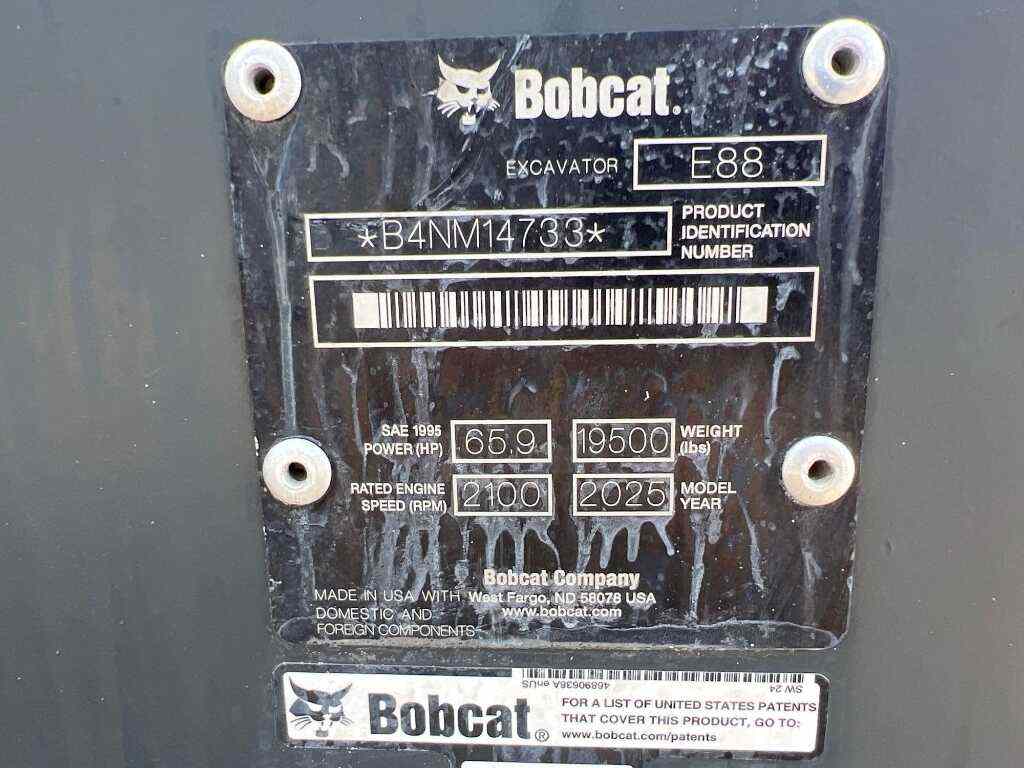 Bobcat.
EXCAVATOR E88
*B4NM14733* PRODUCT IDENTIFICATION NUMBER
SAE 1995 POWER (HP) 65.9 19500 WEIGHT (lbs)
RATED ENGINE SPEED (RPM) 2100 2025 MODEL YEAR
Bobcat Company
MADE IN USA WITH West Fargo, ND 58078 USA
DOMESTIC AND www.bobcat.com
FOREIGN COMPONENTS
4689063​6A enUS SW 24
Bobcat®
FOR A LIST OF UNITED STATES PATENTS
THAT COVER THIS PRODUCT, GO TO:
www.bobcat.com/patents